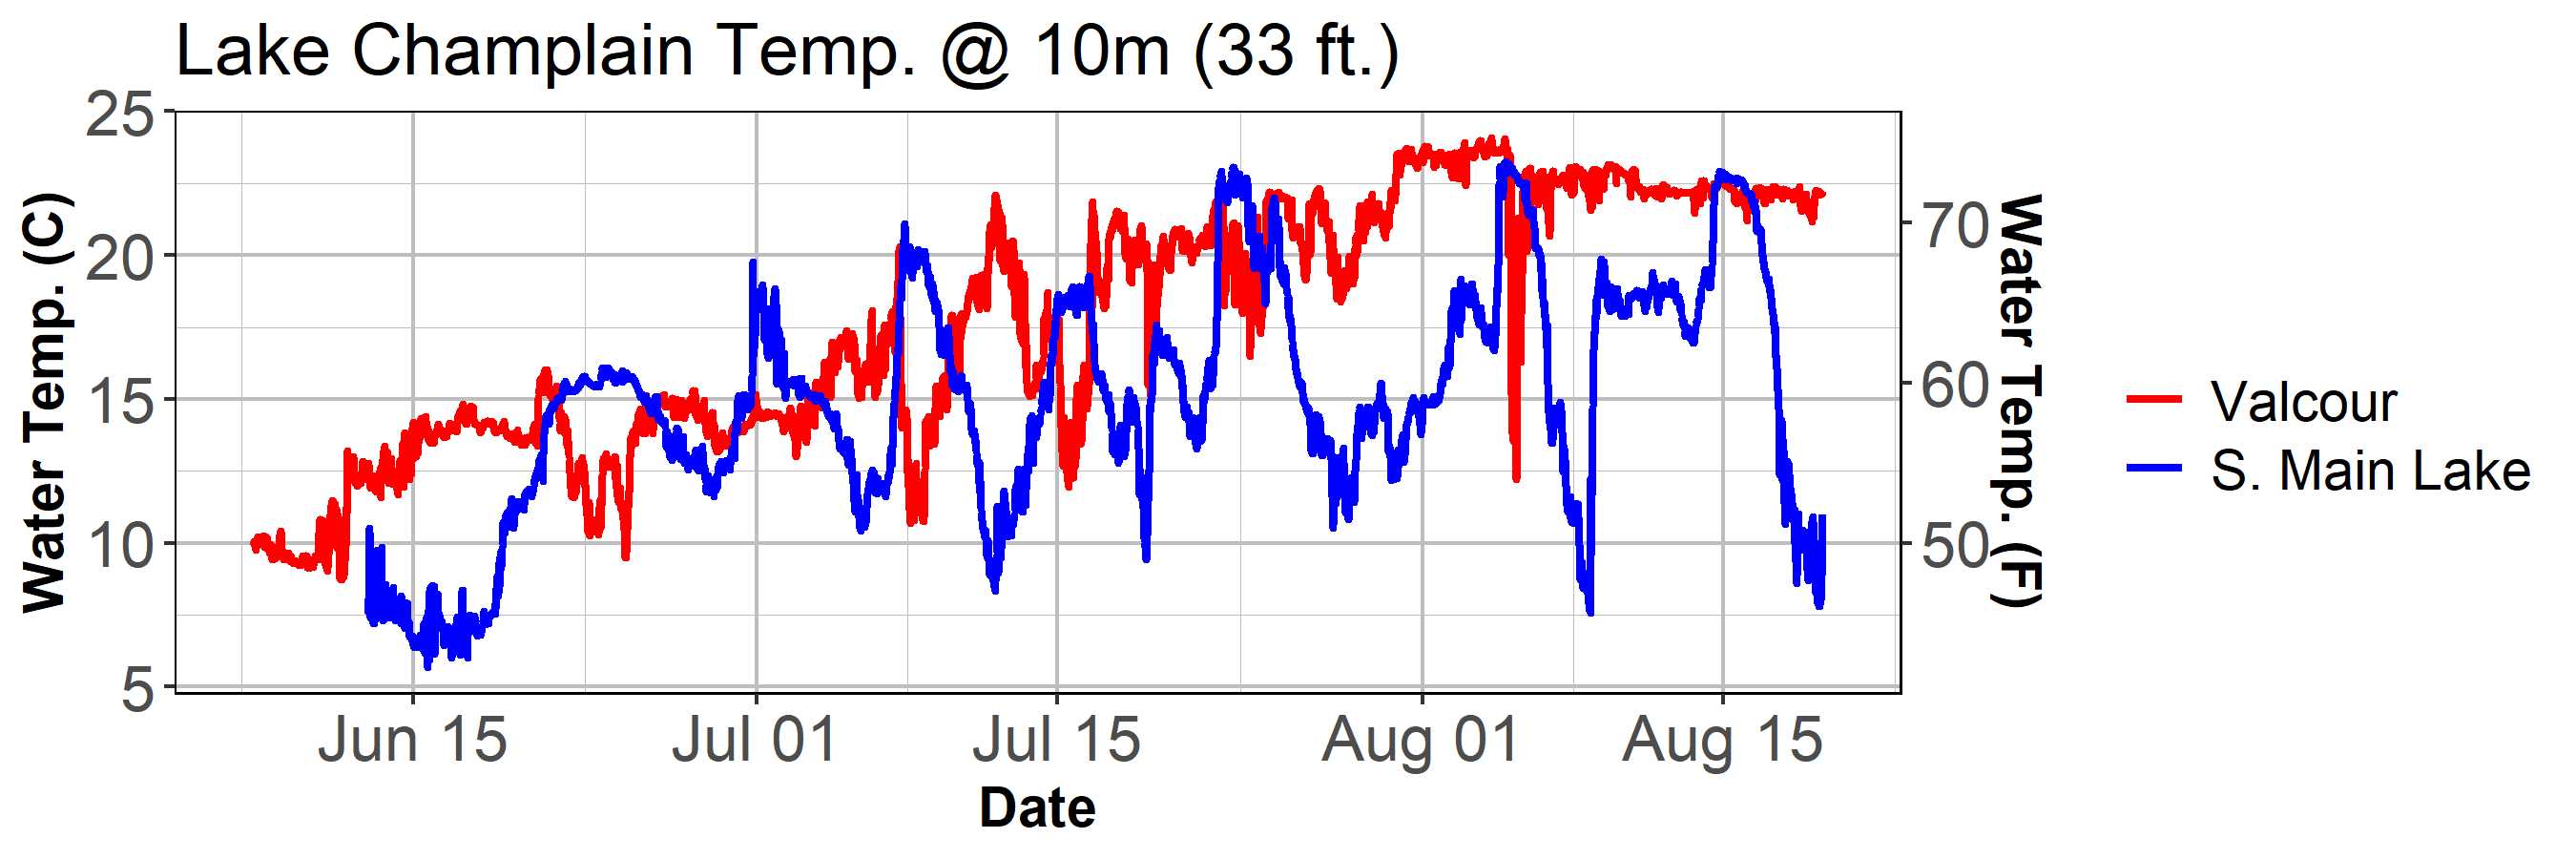 Lake Champlain Temp. @ 10m (33 ft.)
25
20
15
10
5
Water Temp. (C)
70
60
50
Water Temp. (F)
Jun 15
Jul 01
Jul 15
Aug 01
Aug 15
Date
Valcour
S. Main Lake